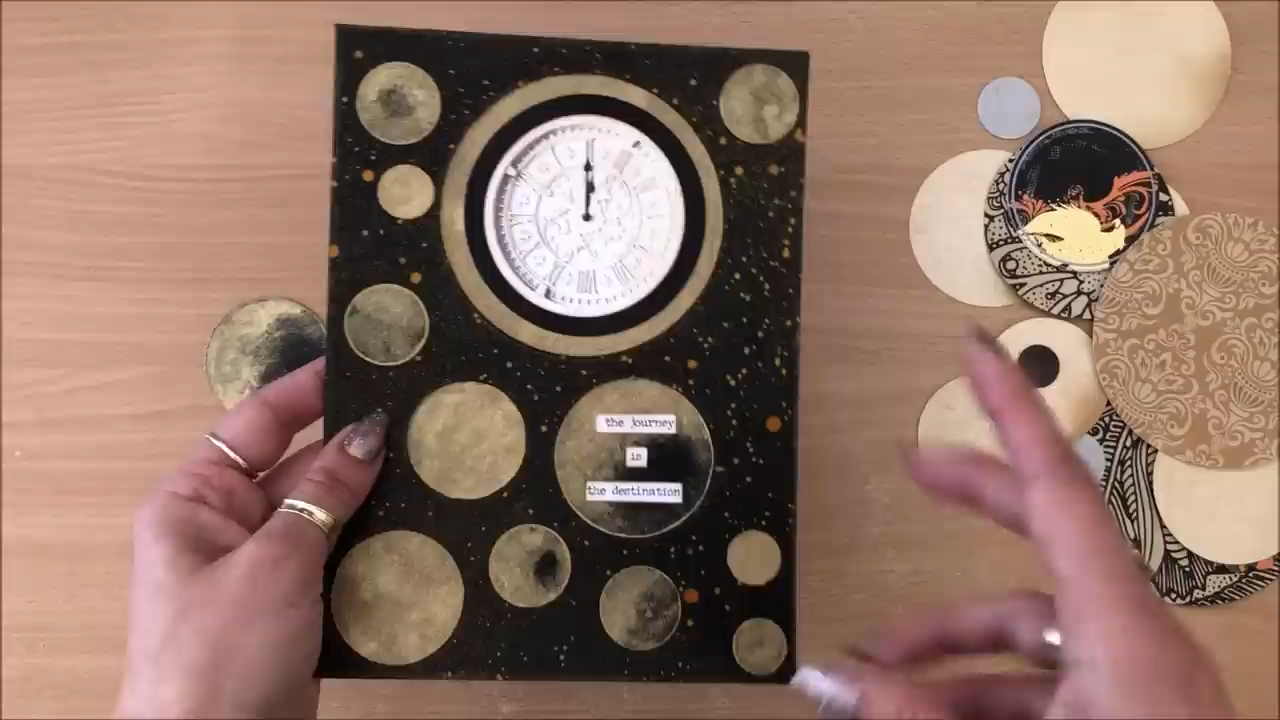 the journey
is
the destination